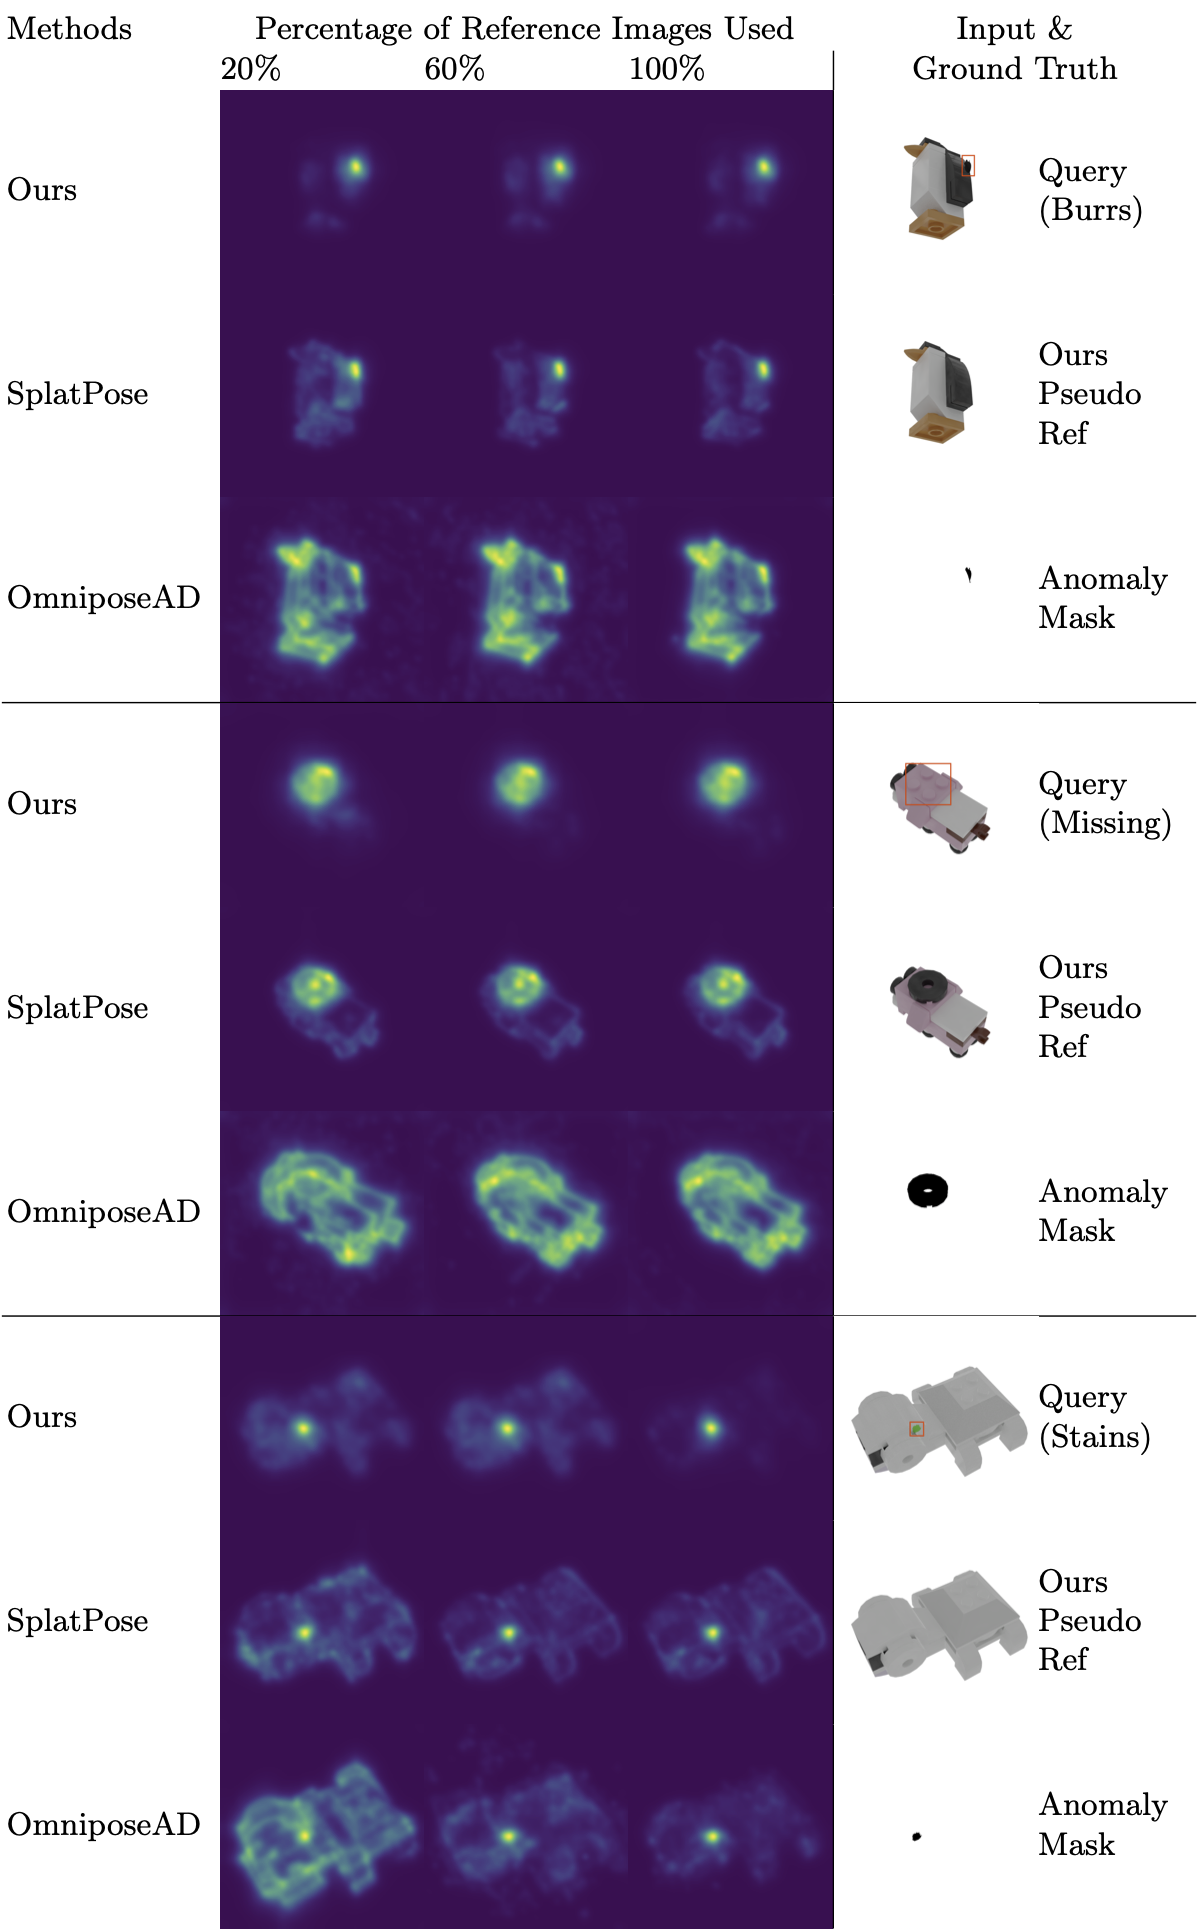 Methods
Percentage of Reference Images Used
Input &
20%
60%
100%
Ground Truth
Ours
Query
(Burrs)
SplatPose
Ours
Pseudo
Ref
OmniposeAD
Anomaly
Mask
Ours
Query
(Missing)
SplatPose
Ours
Pseudo
Ref
OmniposeAD
Anomaly
Mask
Ours
Query
(Stains)
SplatPose
Ours
Pseudo
Ref
OmniposeAD
Anomaly
Mask